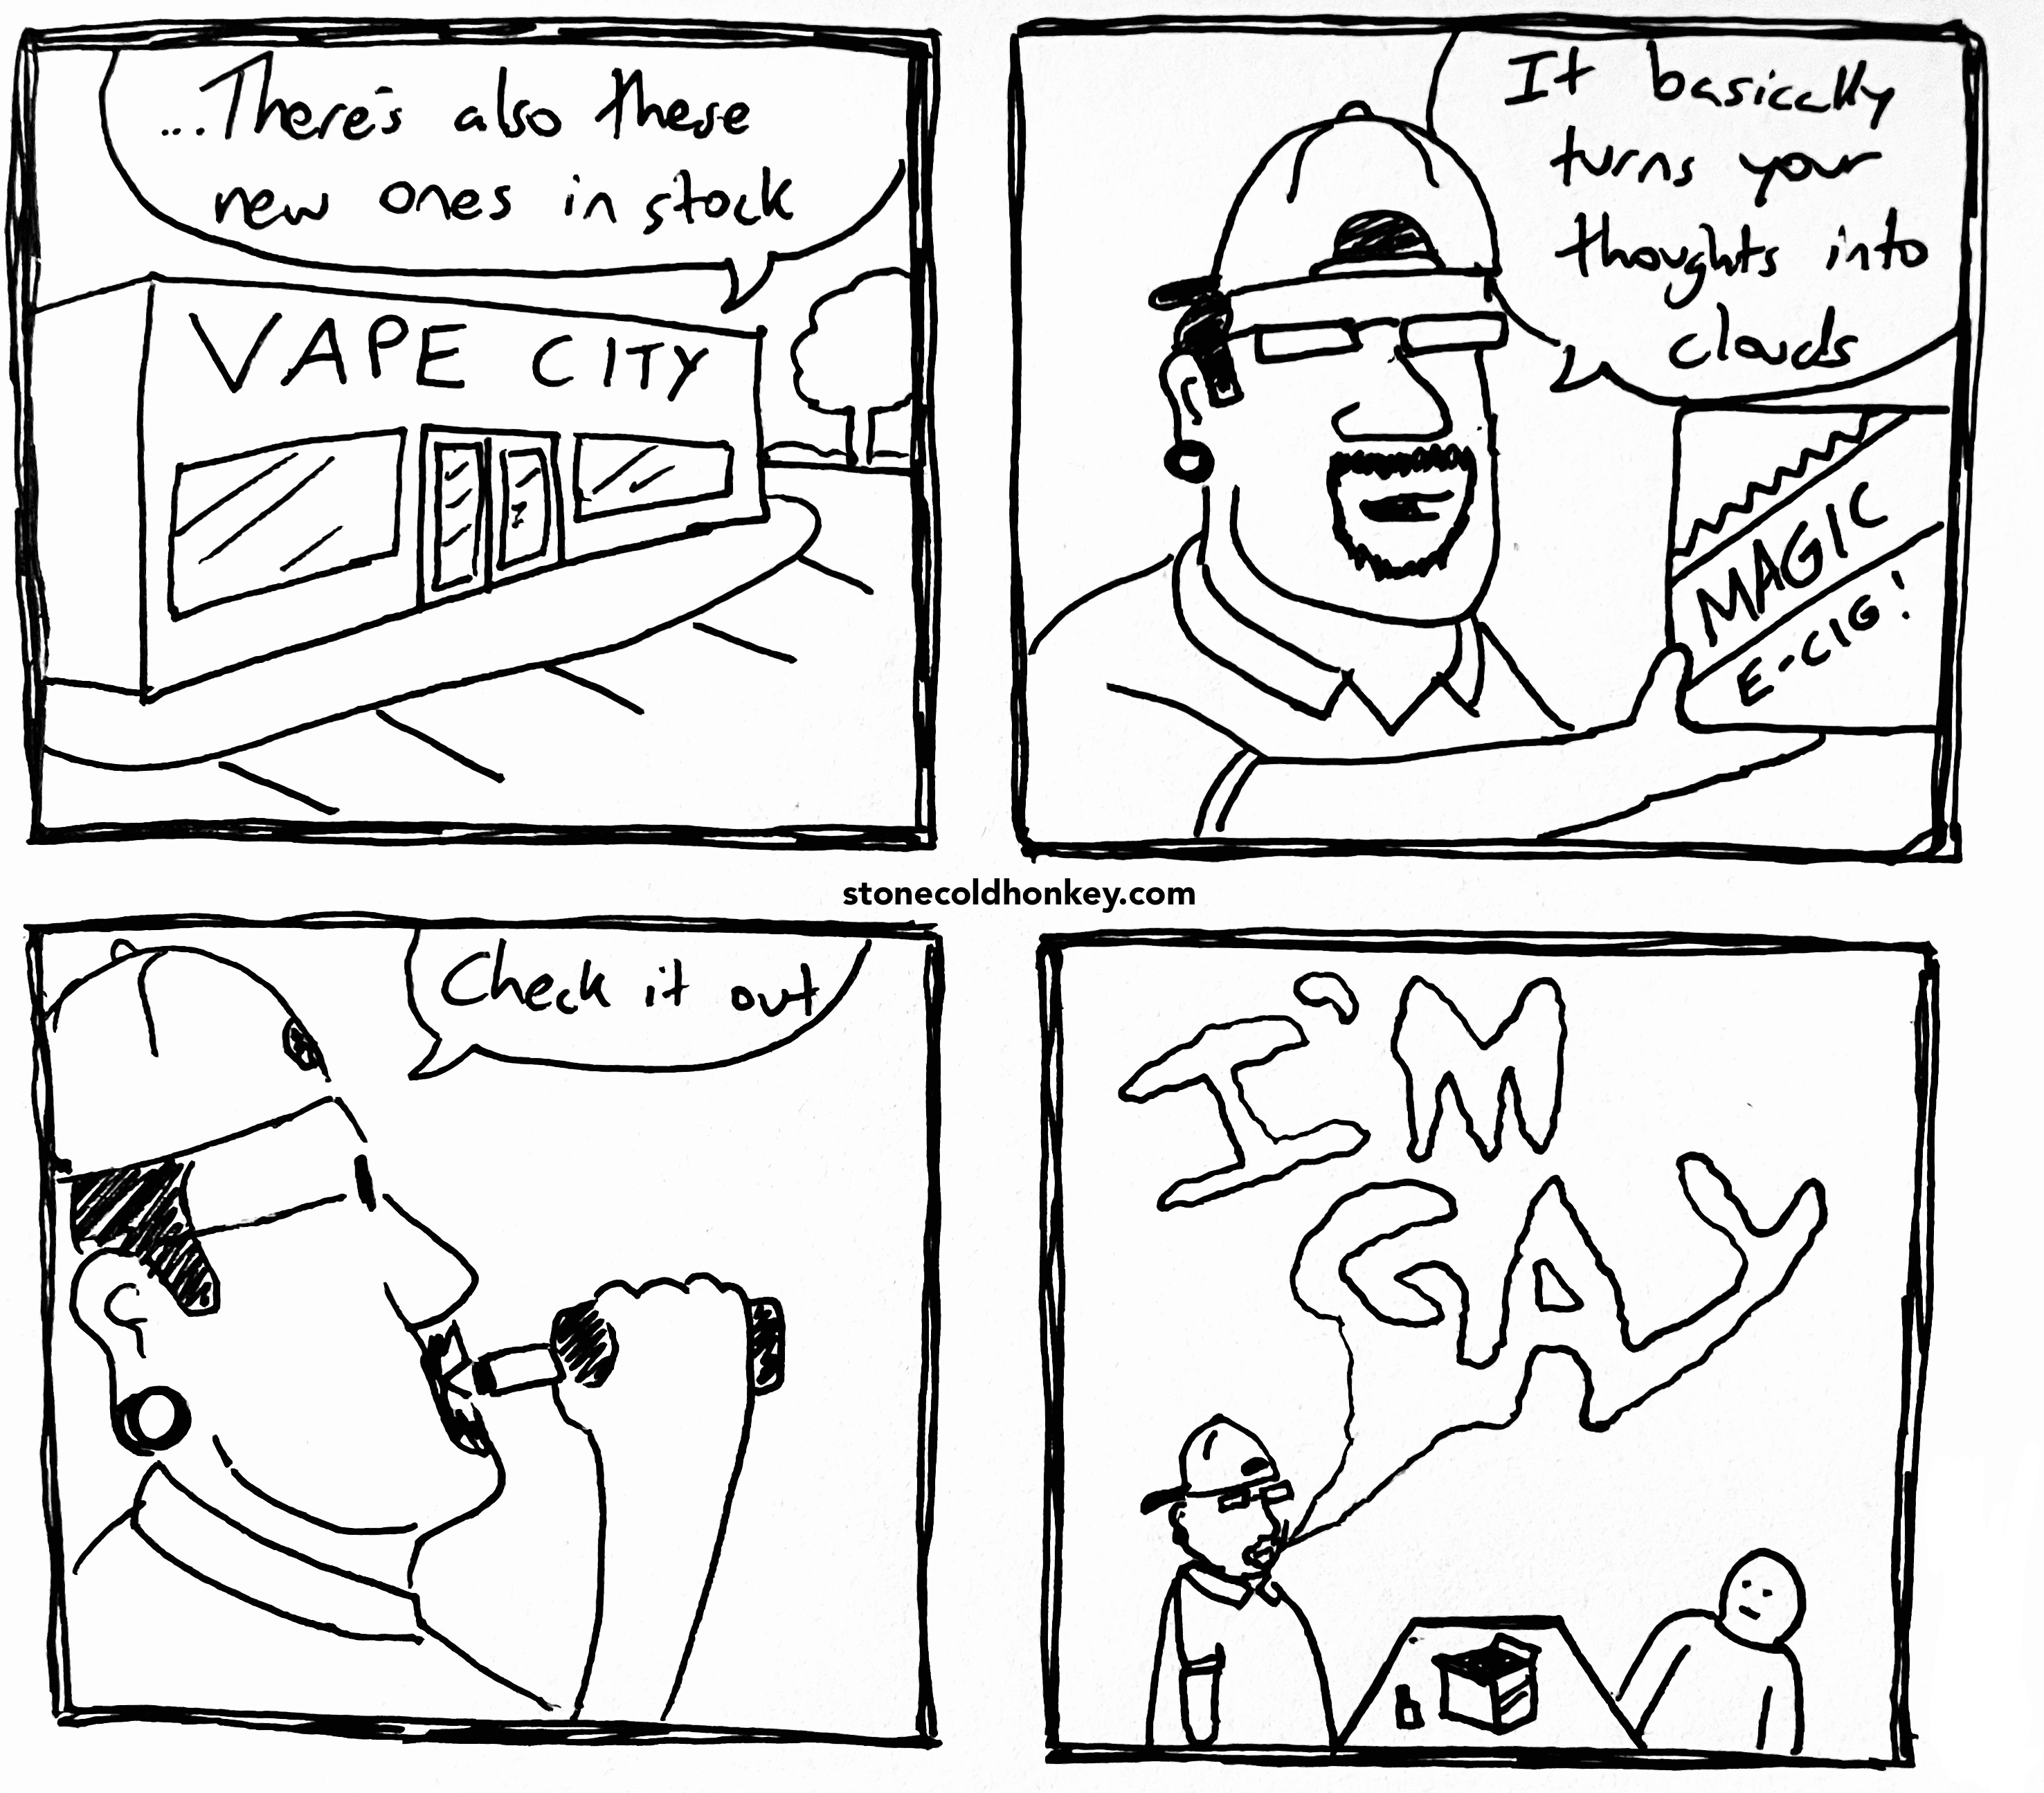 ...There's also these
new ones in stock
VAPE CITY
It basically
turns your
thoughts into
clouds
MAGIC
E-CIG!
stonecoldhonkey.com
Check it out
I'M
GAY